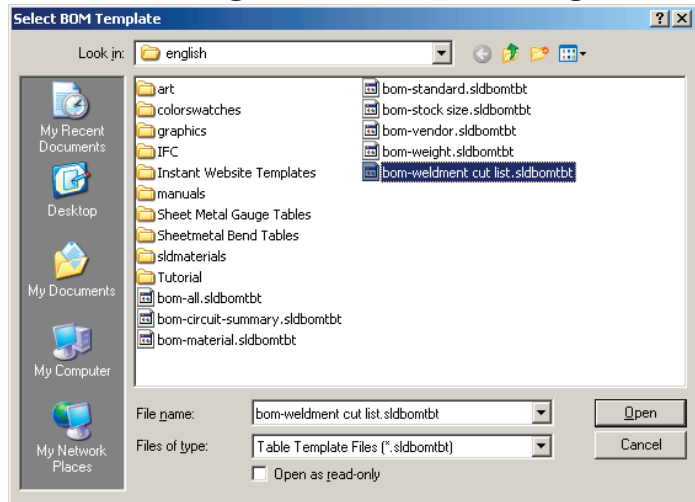 Select BOM Template
Look in:
english
My Recent
Documents
Desktop
My Documents
My Computer
My Network
Places
art
colorswatches
graphics
IFC
Instant Website Templates
manuals
Sheet Metal Gauge Tables
Sheetmetal Bend Tables
sldmaterials
Tutorial
bom-all.sldbomtbt
bom-circuit-summary.sldbomtbt
bom-material.sldbomtbt
bom-standard.sldbomtbt
bom-stock size.sldbomtbt
bom-vendor.sldbomtbt
bom-weight.sldbomtbt
bom-weldment cut list.sldbomtbt
File name:
bom-weldment cut list.sldbomtbt
Open
Files of type:
Table Template Files (*.sldbomtbt)
Cancel
Open as read-only